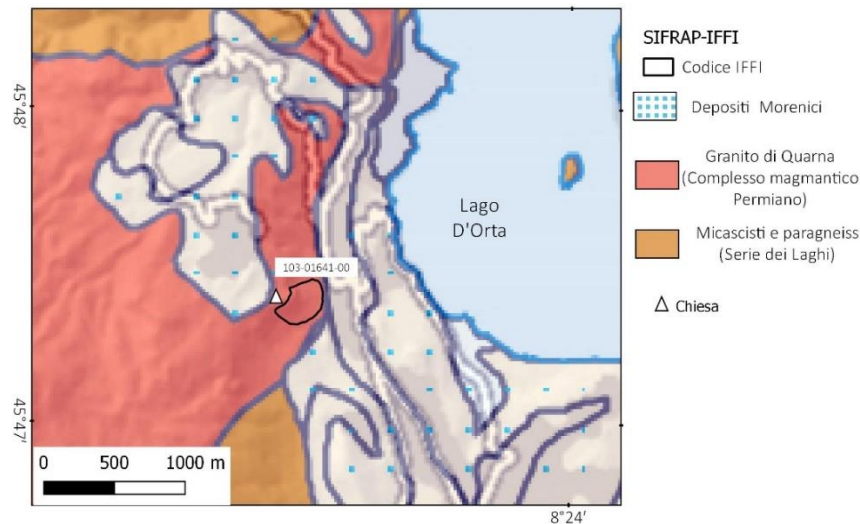 45°48'
45°47'
8°24'
103-01641-00
Lago
D'Orta
0 500 1000 m
SIFRAP-IFFI
Codice IFFI
Depositi Morenici
Granito di Quarna
(Complesso magmantico
Permiano)
Micascisti e paragneiss
(Serie dei Laghi)
Chiesa